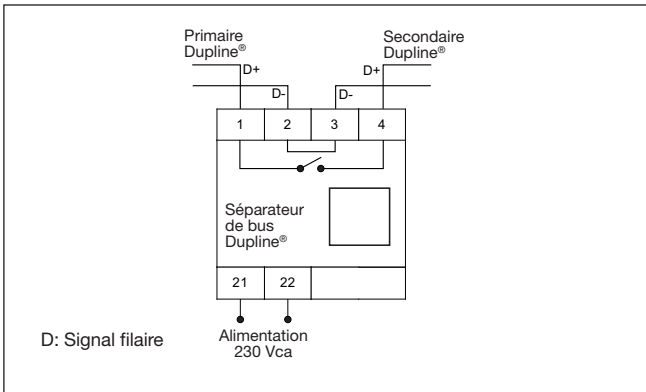 Primaire
Dupline®
Secondaire
Dupline®
D+
D+
D-
D-
1 2 3 4
Séparateur
de bus
Dupline®
21 22
D: Signal filaire
Alimentation
230 Vca